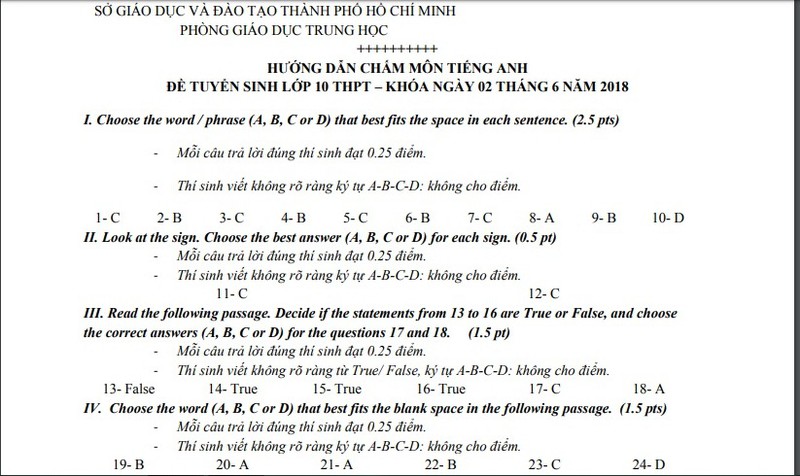 SỞ GIÁO DỤC VÀ ĐÀO TẠO THÀNH PHỐ HỒ CHÍ MINH
PHÒNG GIÁO DỤC TRUNG HỌC
++++++++++
HƯỚNG DẪN CHẤM MÔN TIẾNG ANH
ĐỀ TUYỂN SINH LỚP 10 THPT – KHÓA NGÀY 02 THÁNG 6 NĂM 2018
I. Choose the word / phrase (A, B, C or D) that best fits the space in each sentence. (2.5 pts)
- Mỗi câu trả lời đúng thí sinh đạt 0.25 điểm.
- Thí sinh viết không rõ ràng ký tự A-B-C-D: không cho điểm.
1- C 2- B 3- C 4- B 5- C 6- B 7- C 8- A 9- B 10- D
II. Look at the sign. Choose the best answer (A, B, C or D) for each sign. (0.5 pt)
- Mỗi câu trả lời đúng thí sinh đạt 0.25 điểm.
- Thí sinh viết không rõ ràng ký tự A-B-C-D: không cho điểm.
11- C 12- C
III. Read the following passage. Decide if the statements from 13 to 16 are True or False, and choose
the correct answers (A, B, C or D) for the questions 17 and 18. (1.5 pt)
- Mỗi câu trả lời đúng thí sinh đạt 0.25 điểm.
- Thí sinh viết không rõ ràng từ True/ False, ký tự A-B-C-D: không cho điểm.
13- False 14- True 15- True 16- True 17- C 18- A
IV. Choose the word (A, B, C or D) that best fits the blank space in the following passage. (1.5 pts)
- Mỗi câu trả lời đúng thí sinh đạt 0.25 điểm.
- Thí sinh viết không rõ ràng ký tự A-B-C-D: không cho điểm.
19- B 20- A 21- A 22- B 23- C 24- D